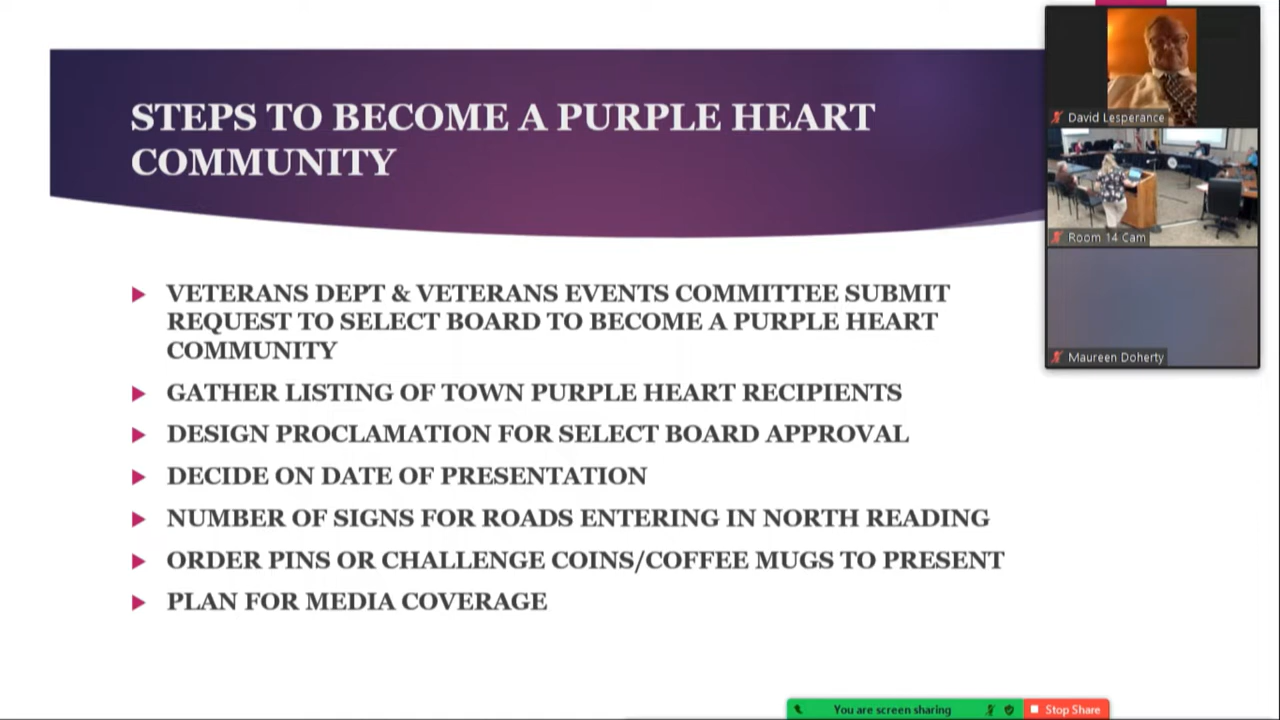 STEPS TO BECOME A PURPLE HEART
COMMUNITY
VETERANS DEPT & VETERANS EVENTS COMMITTEE SUBMIT
REQUEST TO SELECT BOARD TO BECOME A PURPLE HEART
COMMUNITY
GATHER LISTING OF TOWN PURPLE HEART RECIPIENTS
DESIGN PROCLAMATION FOR SELECT BOARD APPROVAL
DECIDE ON DATE OF PRESENTATION
NUMBER OF SIGNS FOR ROADS ENTERING IN NORTH READING
ORDER PINS OR CHALLENGE COINS/COFFEE MUGS TO PRESENT
PLAN FOR MEDIA COVERAGE
David Lesperance
Room 14 Cam
Maureen Doherty
You are screen sharing
Stop Share